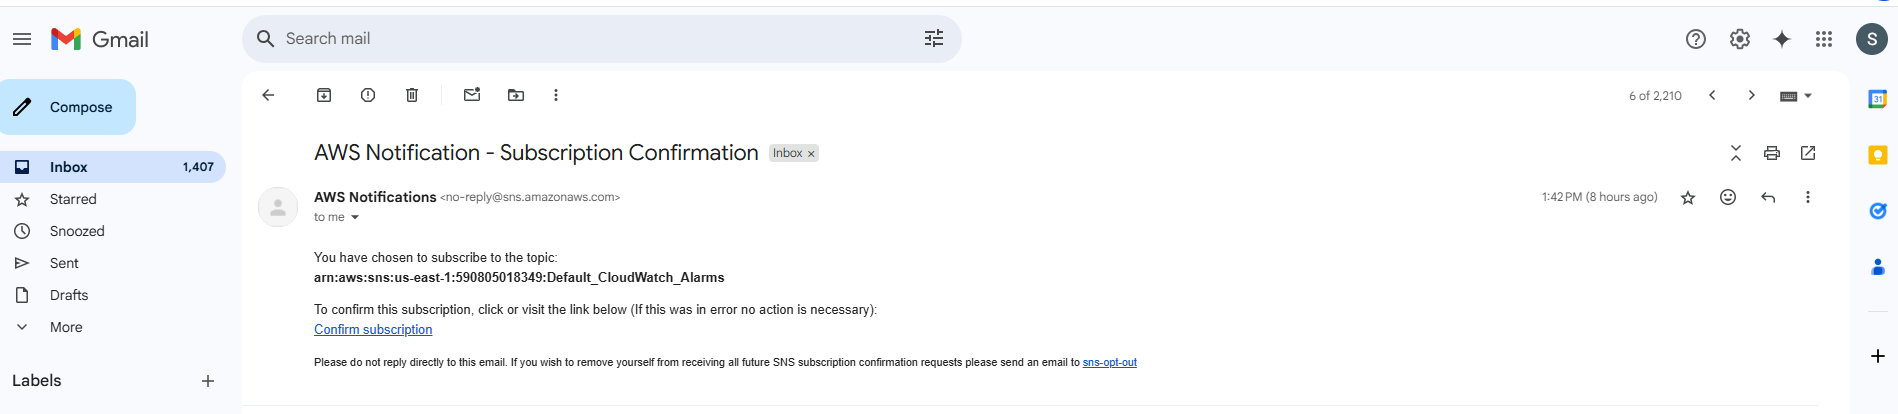 Gmail
Search mail
S
Compose
6 of 2,210
31
AWS Notification - Subscription Confirmation Inbox ×
Inbox 1,407
AWS Notifications <no-reply@sns.amazonaws.com> 1:42 PM (8 hours ago)
to me
Starred
Snoozed
Sent
Drafts
More
Labels
You have chosen to subscribe to the topic:
arn:aws:sns:us-east-1:590805018349:Default_CloudWatch_Alarms
To confirm this subscription, click or visit the link below (If this was in error no action is necessary):
Confirm subscription
Please do not reply directly to this email. If you wish to remove yourself from receiving all future SNS subscription confirmation requests please send an email to sns-opt-out